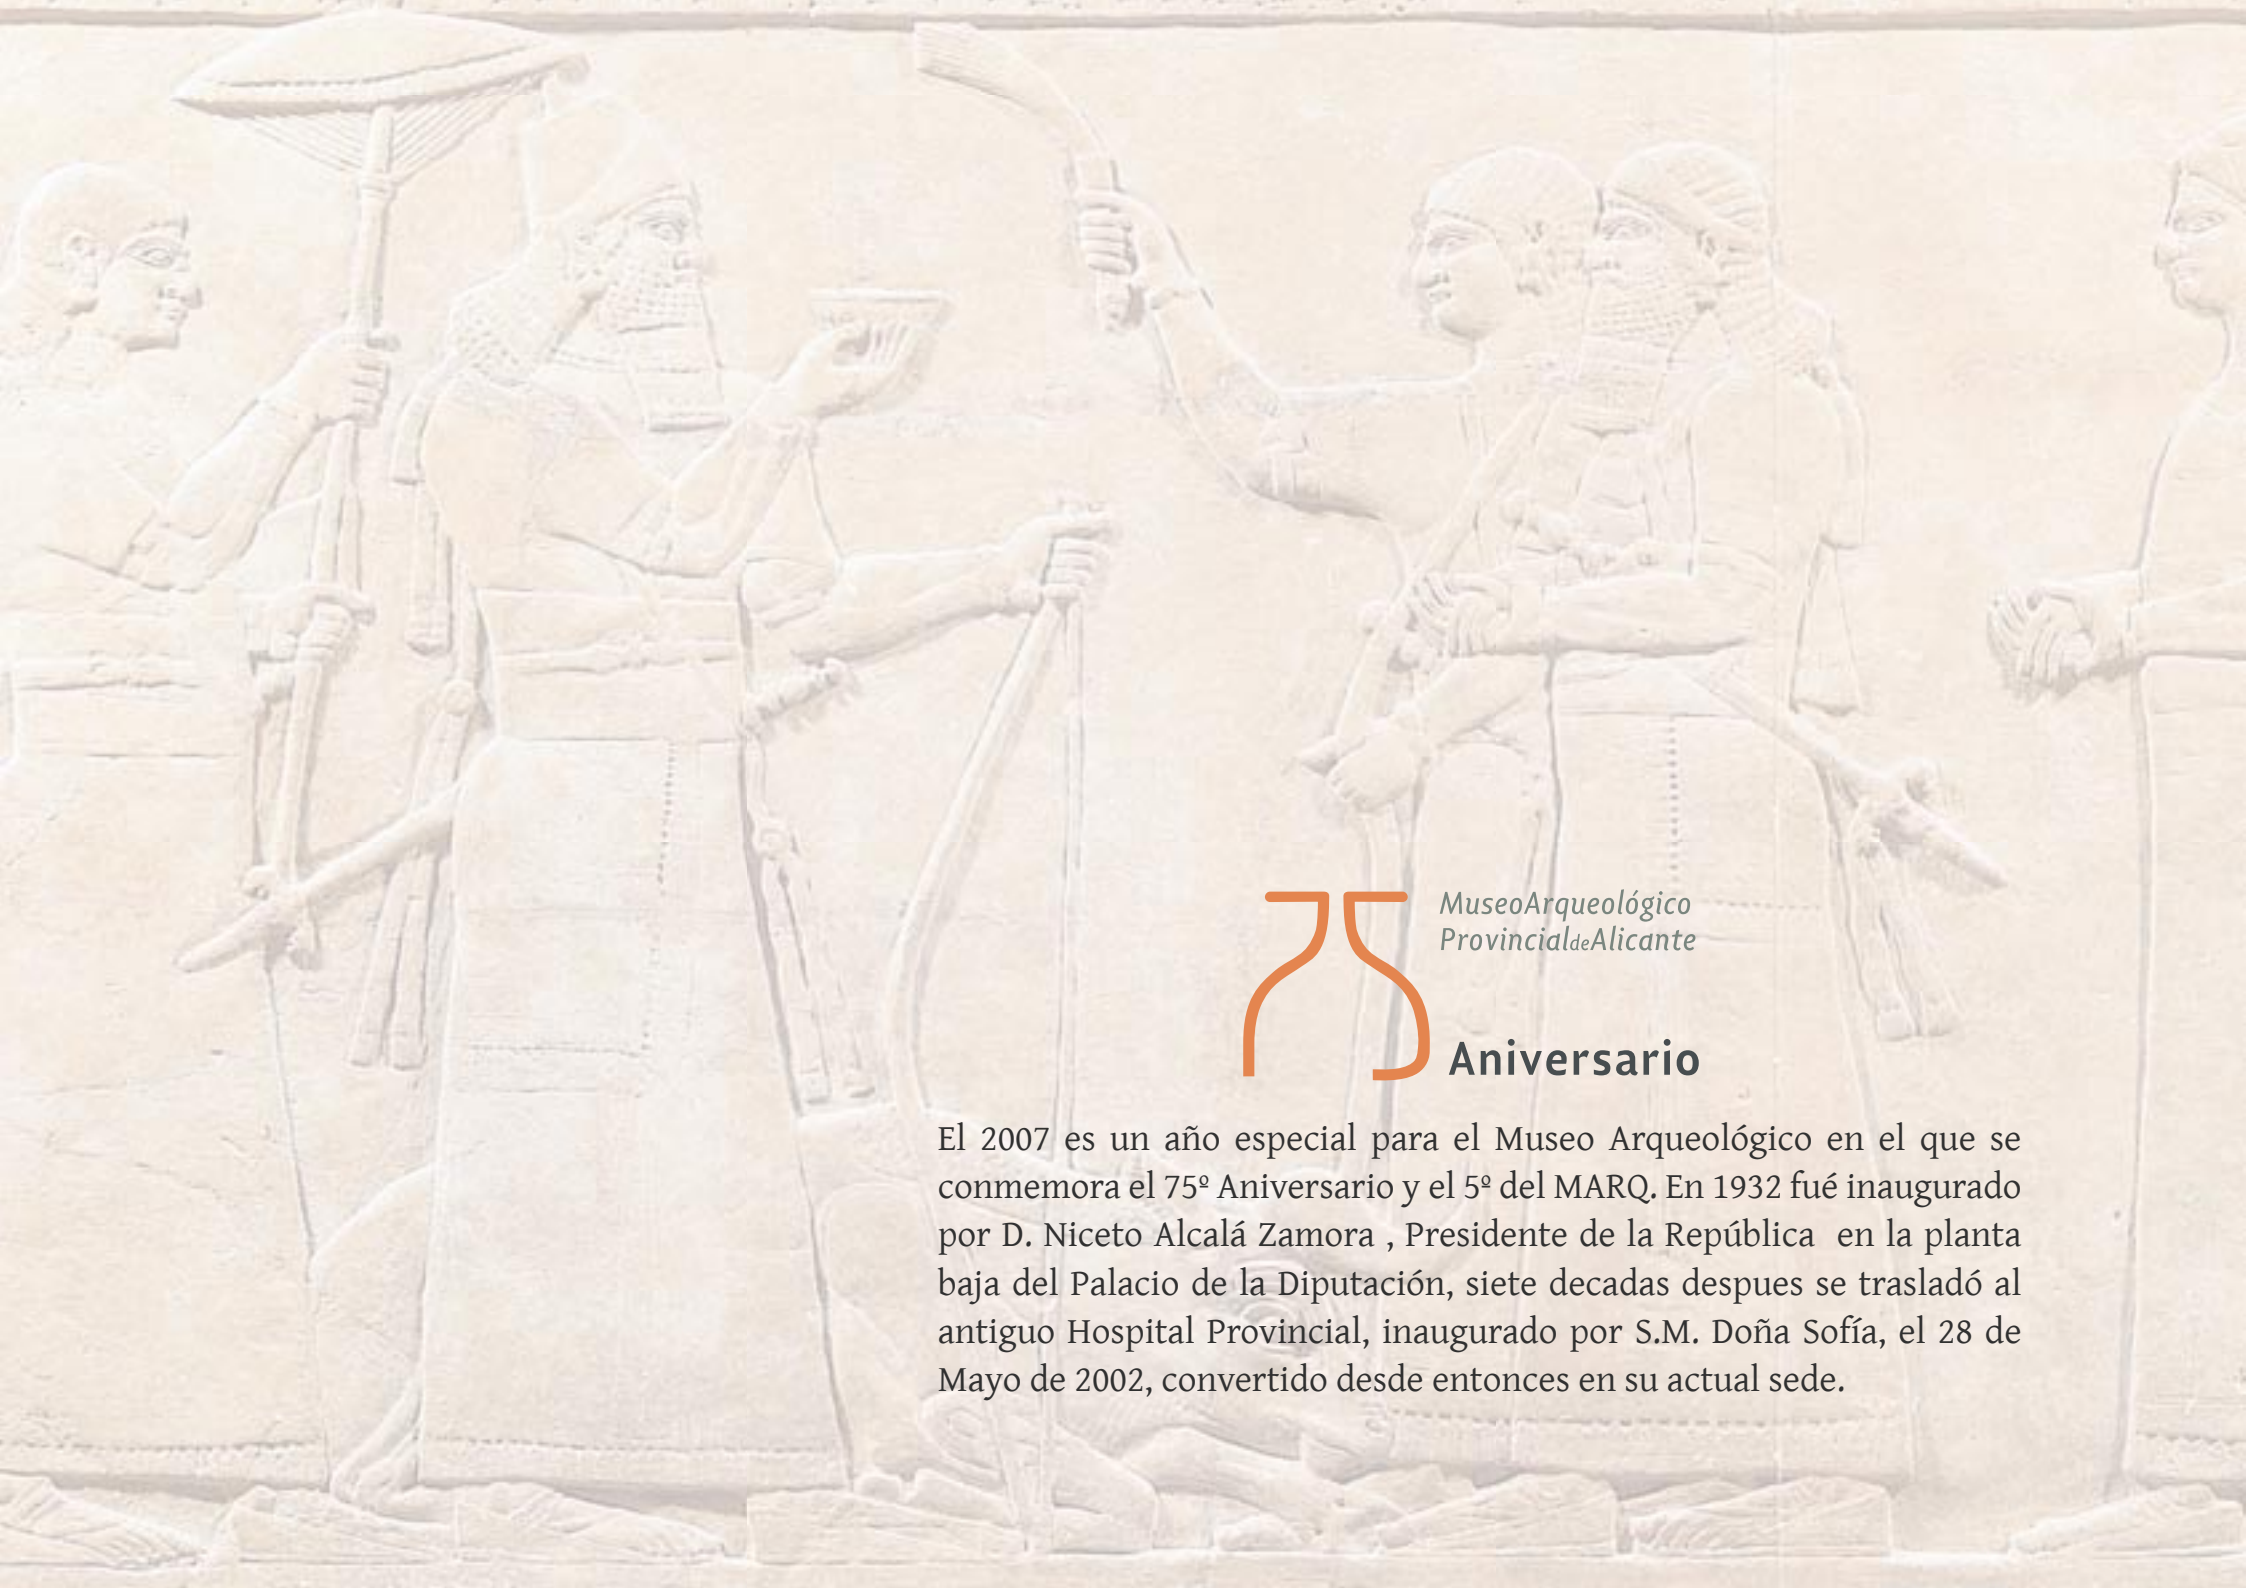 75
MuseoArqueológico
ProvincialdeAlicante
Aniversario
El 2007 es un año especial para el Museo Arqueológico en el que se
conmemora el 75º Aniversario y el 5º del MARQ. En 1932 fué inaugurado
por D. Niceto Alcalá Zamora , Presidente de la República en la planta
baja del Palacio de la Diputación, siete decadas despues se trasladó al
antiguo Hospital Provincial, inaugurado por S.M. Doña Sofía, el 28 de
Mayo de 2002, convertido desde entonces en su actual sede.